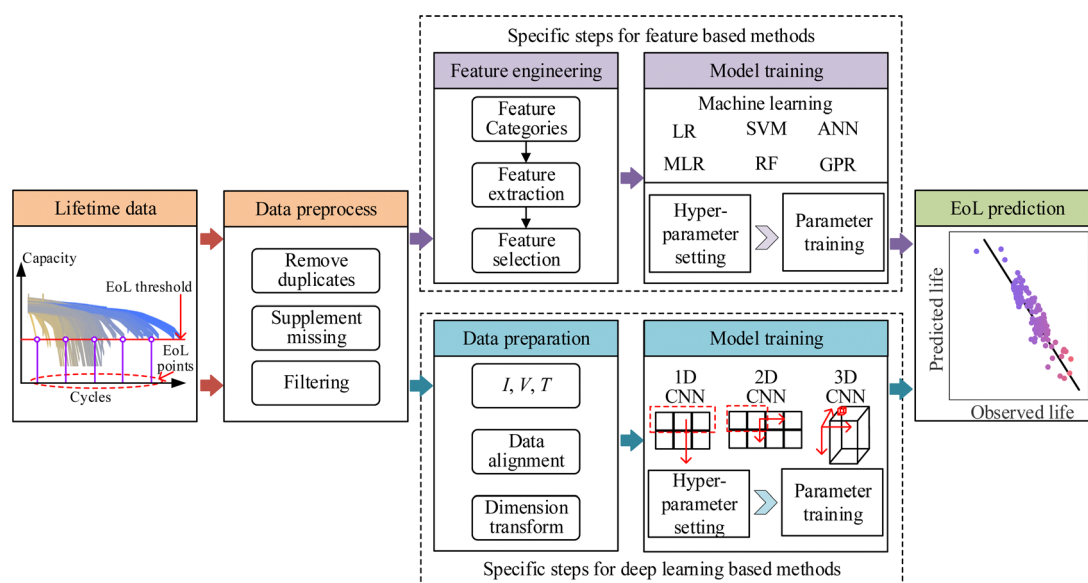 Specific steps for feature based methods
Feature engineering
Feature
Categories
Feature
extraction
Feature
selection
Model training
Machine learning
LR
SVM
ANN
MLR
RF
GPR
Hyper-
parameter
setting
Parameter
training
Lifetime data
Capacity
EoL threshold
EoL
points
Cycles
Data preprocess
Remove
duplicates
Supplement
missing
Filtering
EoL prediction
Predicted life
Observed life
Data preparation
I, V, T
Data
alignment
Dimension
transform
Model training
1D
CNN
2D
CNN
3D
CNN
Hyper-
parameter
setting
Parameter
training
Specific steps for deep learning based methods